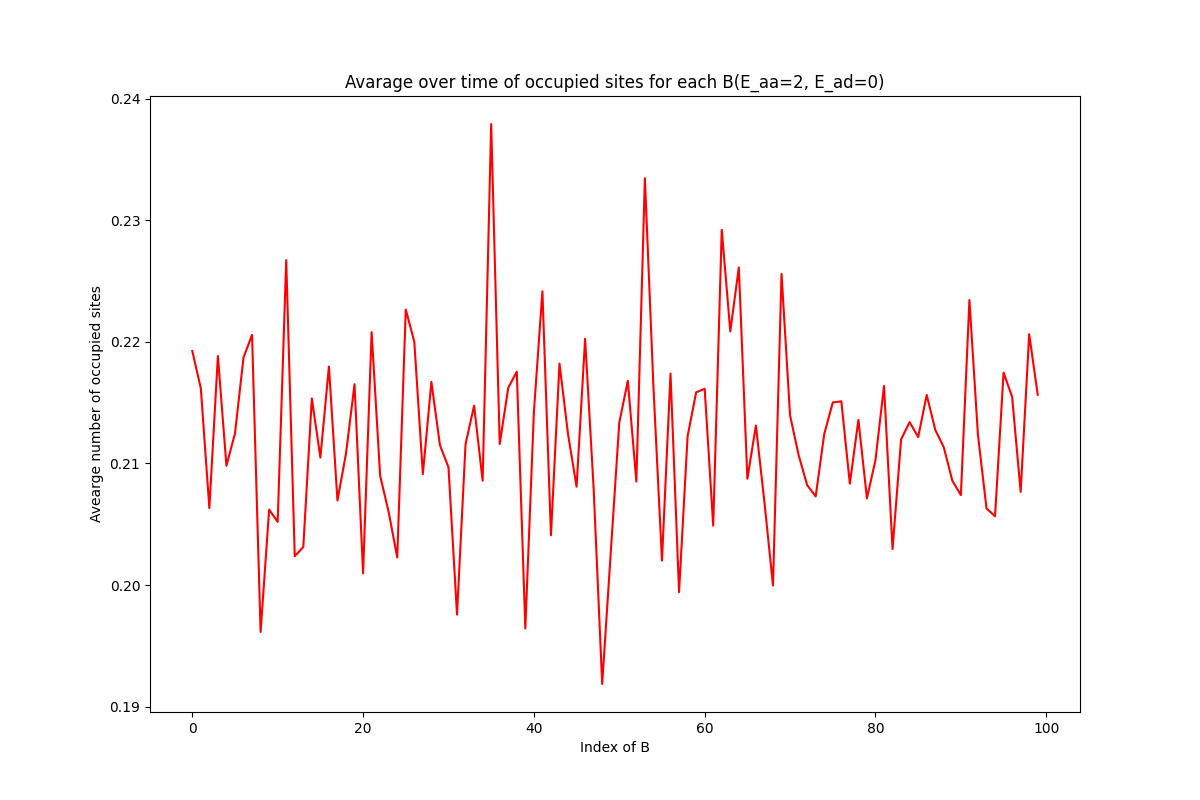 Avarage over time of occupied sites for each B(E_aa=2, E_ad=0)
0.24
0.23
0.22
0.21
0.20
0.19
Avearge number of occupied sites
0 20 40 60 80 100
Index of B